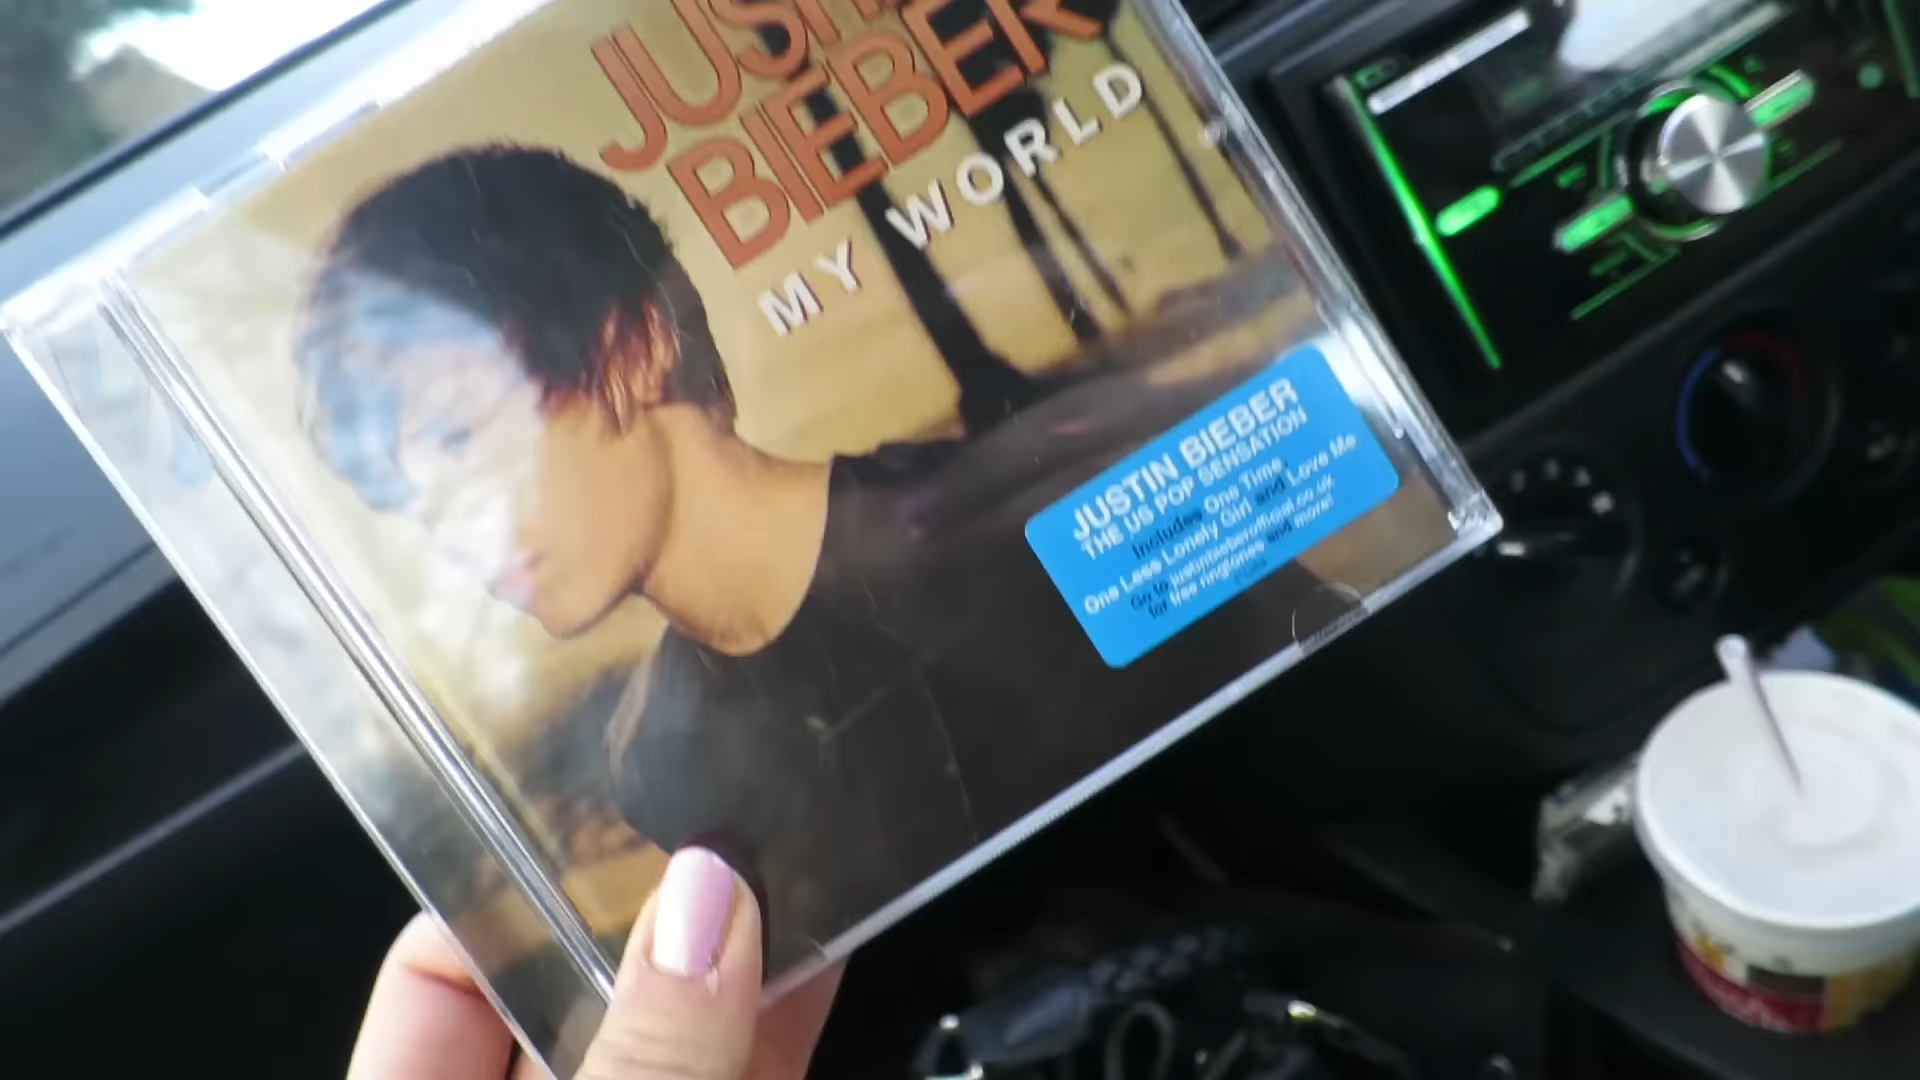 JUSTIN
BIEBER
MY WORLD
JUSTIN BIEBER
THE US POP SENSATION
Includes One Time
One Less Lonely Girl and Love Me
Go to justinbieberofficial.co.uk
for free ringtones and more!